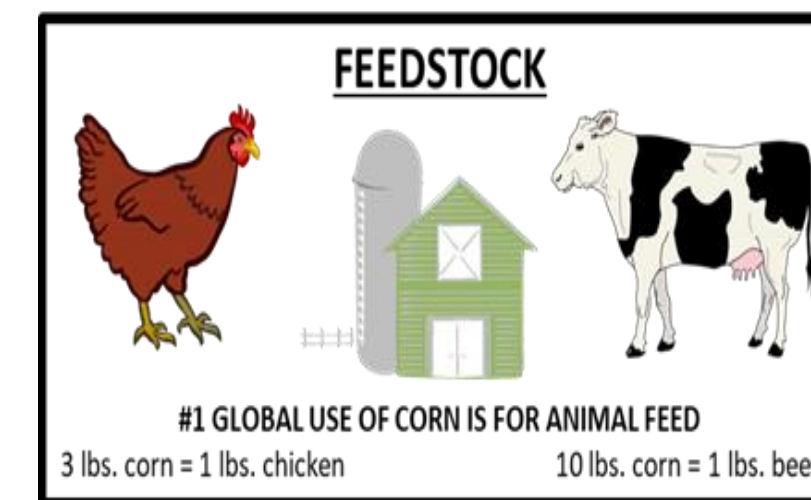 FEEDSTOCK
#1 GLOBAL USE OF CORN IS FOR ANIMAL FEED
3 lbs. corn = 1 lbs. chicken
10 lbs. corn = 1 lbs. bee